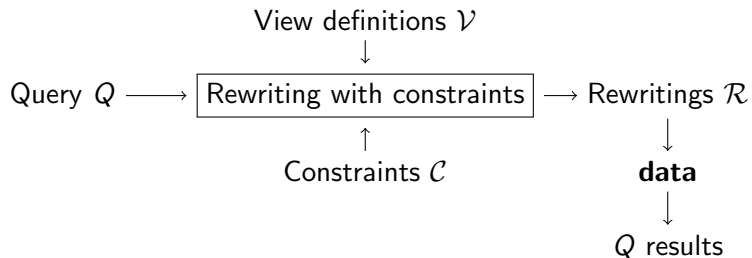 View definitions 𝒱
Query Q
Rewriting with constraints
Rewritings ℛ
Constraints 𝒞
data
Q results